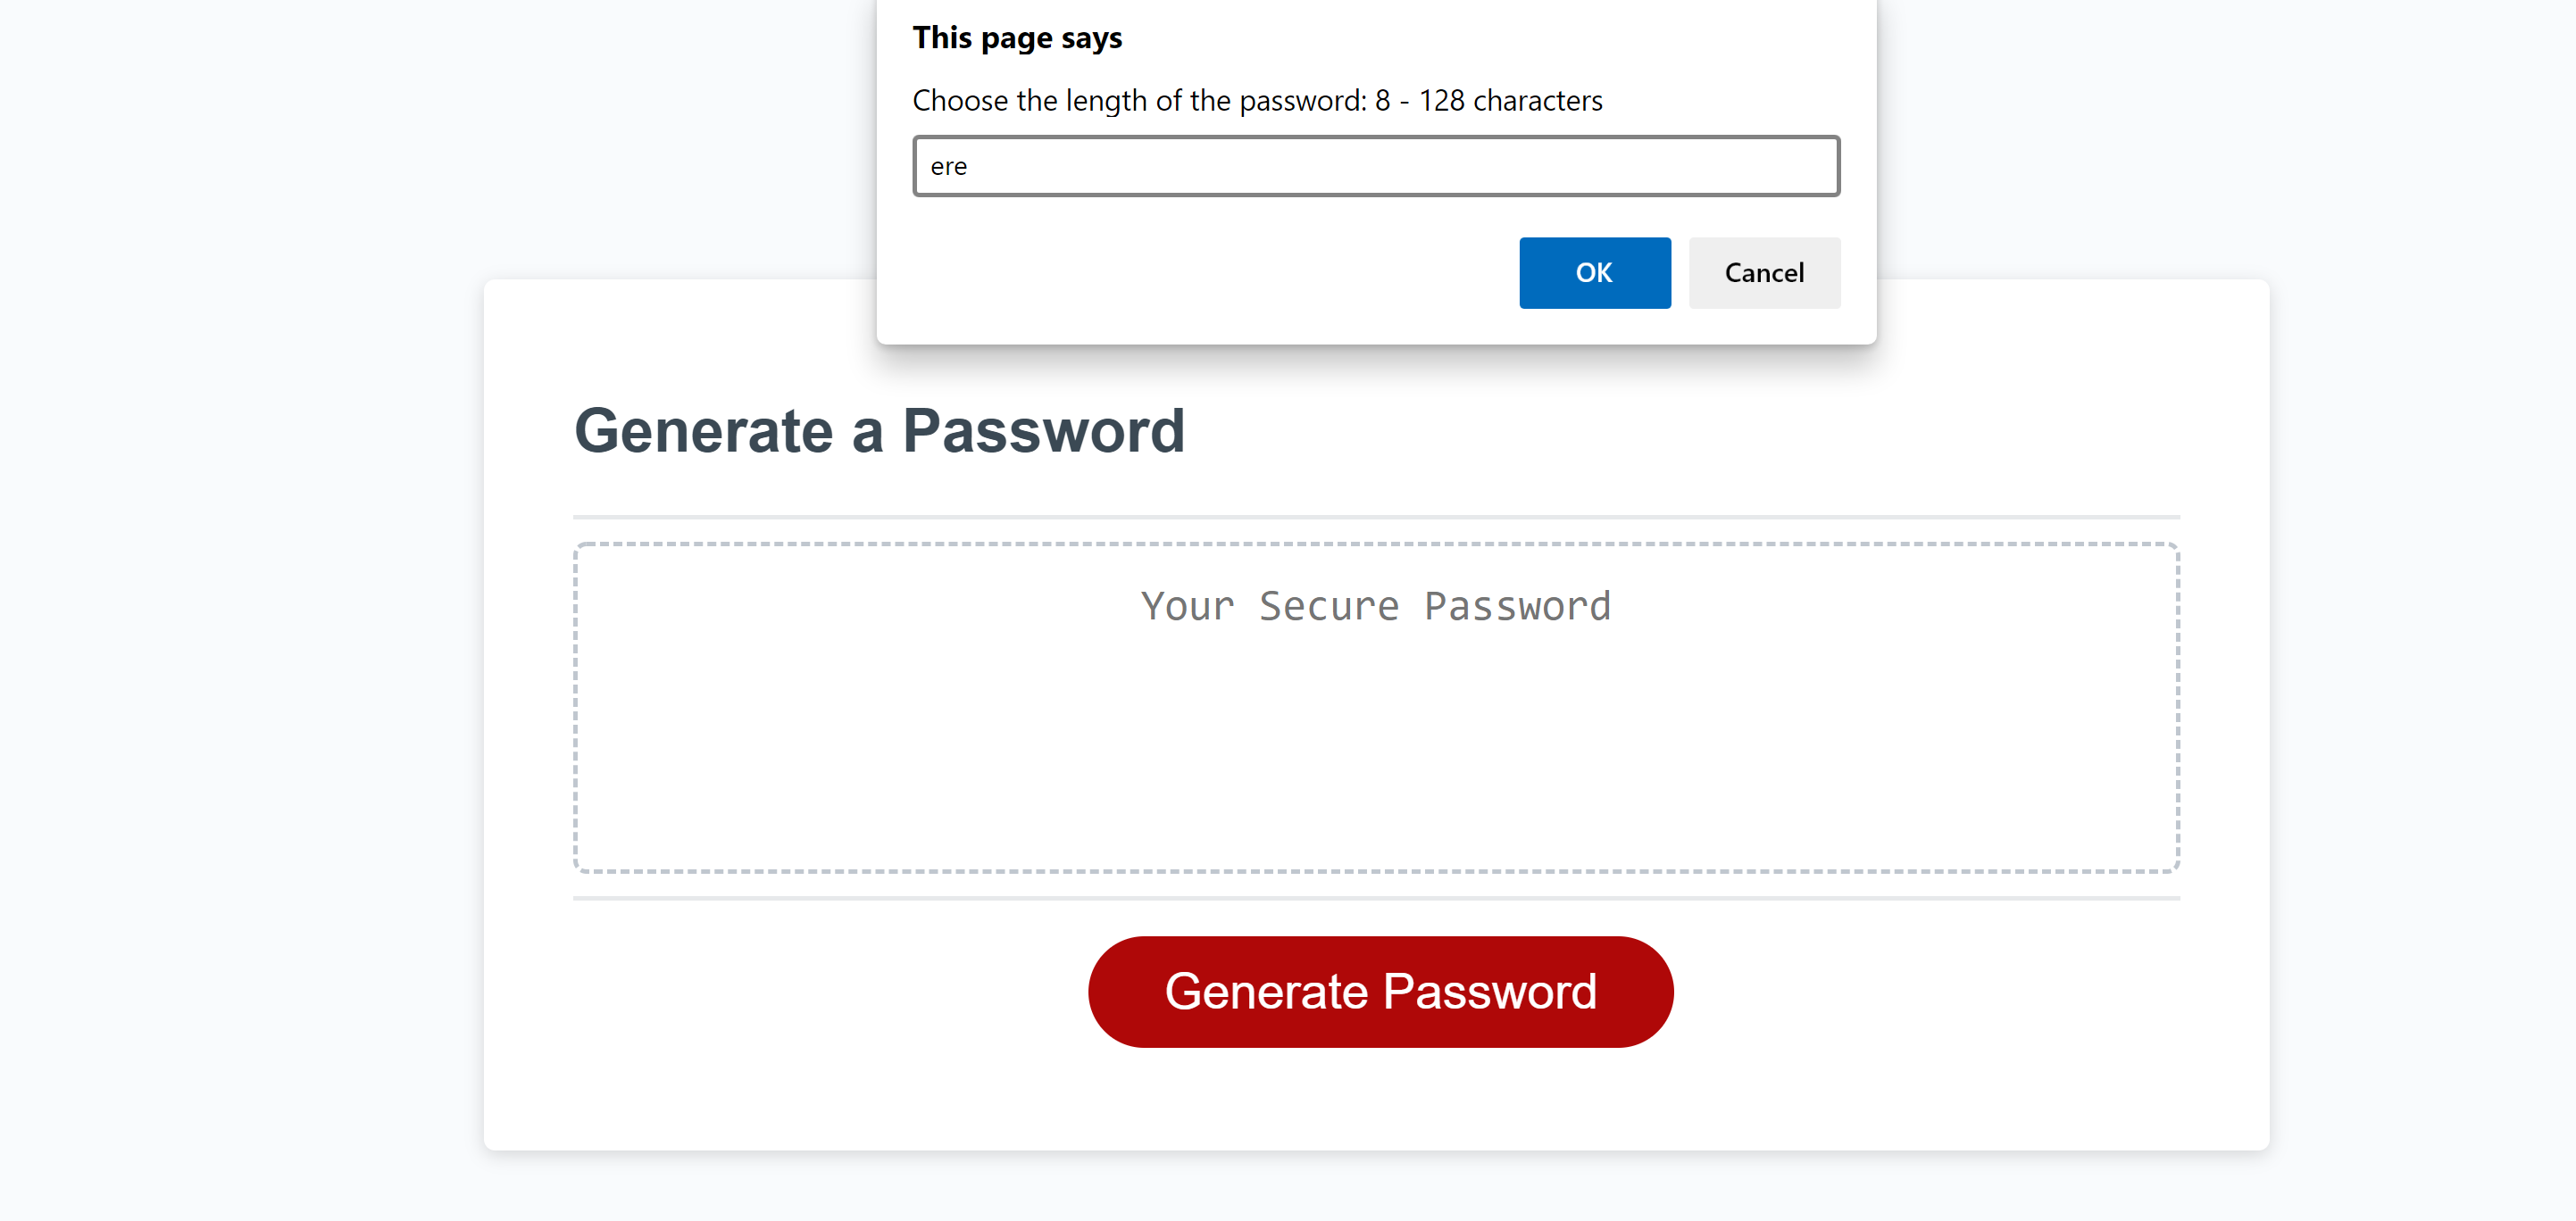 This page says
Choose the length of the password: 8 - 128 characters
ere
OK Cancel
Generate a Password
Your Secure Password
Generate Password